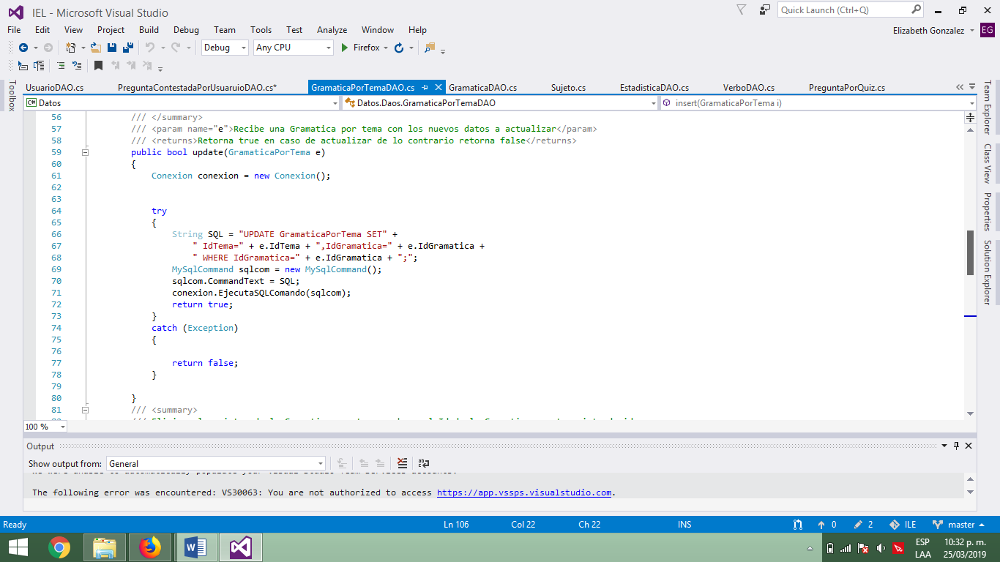 IEL - Microsoft Visual Studio
Quick Launch (Ctrl+Q)
File Edit View Project Build Debug Team Tools Test Analyze Window Help
Elizabeth Gonzalez EG
Debug Any CPU Firefox
Toolbox
UsuarioDAO.cs PreguntaContestadaPorUsuaruioDAO.cs* GramaticaPorTemaDAO.cs GramaticaDAO.cs Sujeto.cs EstadisticaDAO.cs VerboDAO.cs PreguntaPorQuiz.cs
C# Datos Datos.Daos.GramaticaPorTemaDAO insert(GramaticaPorTema i)
56 /// </summary>
57 /// <param name="e">Recibe una Gramatica por tema con los nuevos datos a actualizar</param>
58 /// <returns>Retorna true en caso de actualizar de lo contrario retorna false</returns>
59 public bool update(GramaticaPorTema e)
60 {
61 Conexion conexion = new Conexion();
62
63
64 try
65 {
66 String SQL = "UPDATE GramaticaPorTema SET" +
67 " IdTema=" + e.IdTema + ",IdGramatica=" + e.IdGramatica +
68 " WHERE IdGramatica=" + e.IdGramatica + ";";
69 MySqlCommand sqlcom = new MySqlCommand();
70 sqlcom.CommandText = SQL;
71 conexion.EjecutaSQLComando(sqlcom);
72 return true;
73 }
74 catch (Exception)
75 {
76
77 return false;
78 }
79
80 }
81 /// <summary>
100 %
Team Explorer
Class View
Properties
Solution Explorer
Output
Show output from: General
The following error was encountered: VS30063: You are not authorized to access https://app.vssps.visualstudio.com.
Ready Ln 106 Col 22 Ch 22 INS 0 2 ILE master
ESP 10:32 p. m.
LAA 25/03/2019